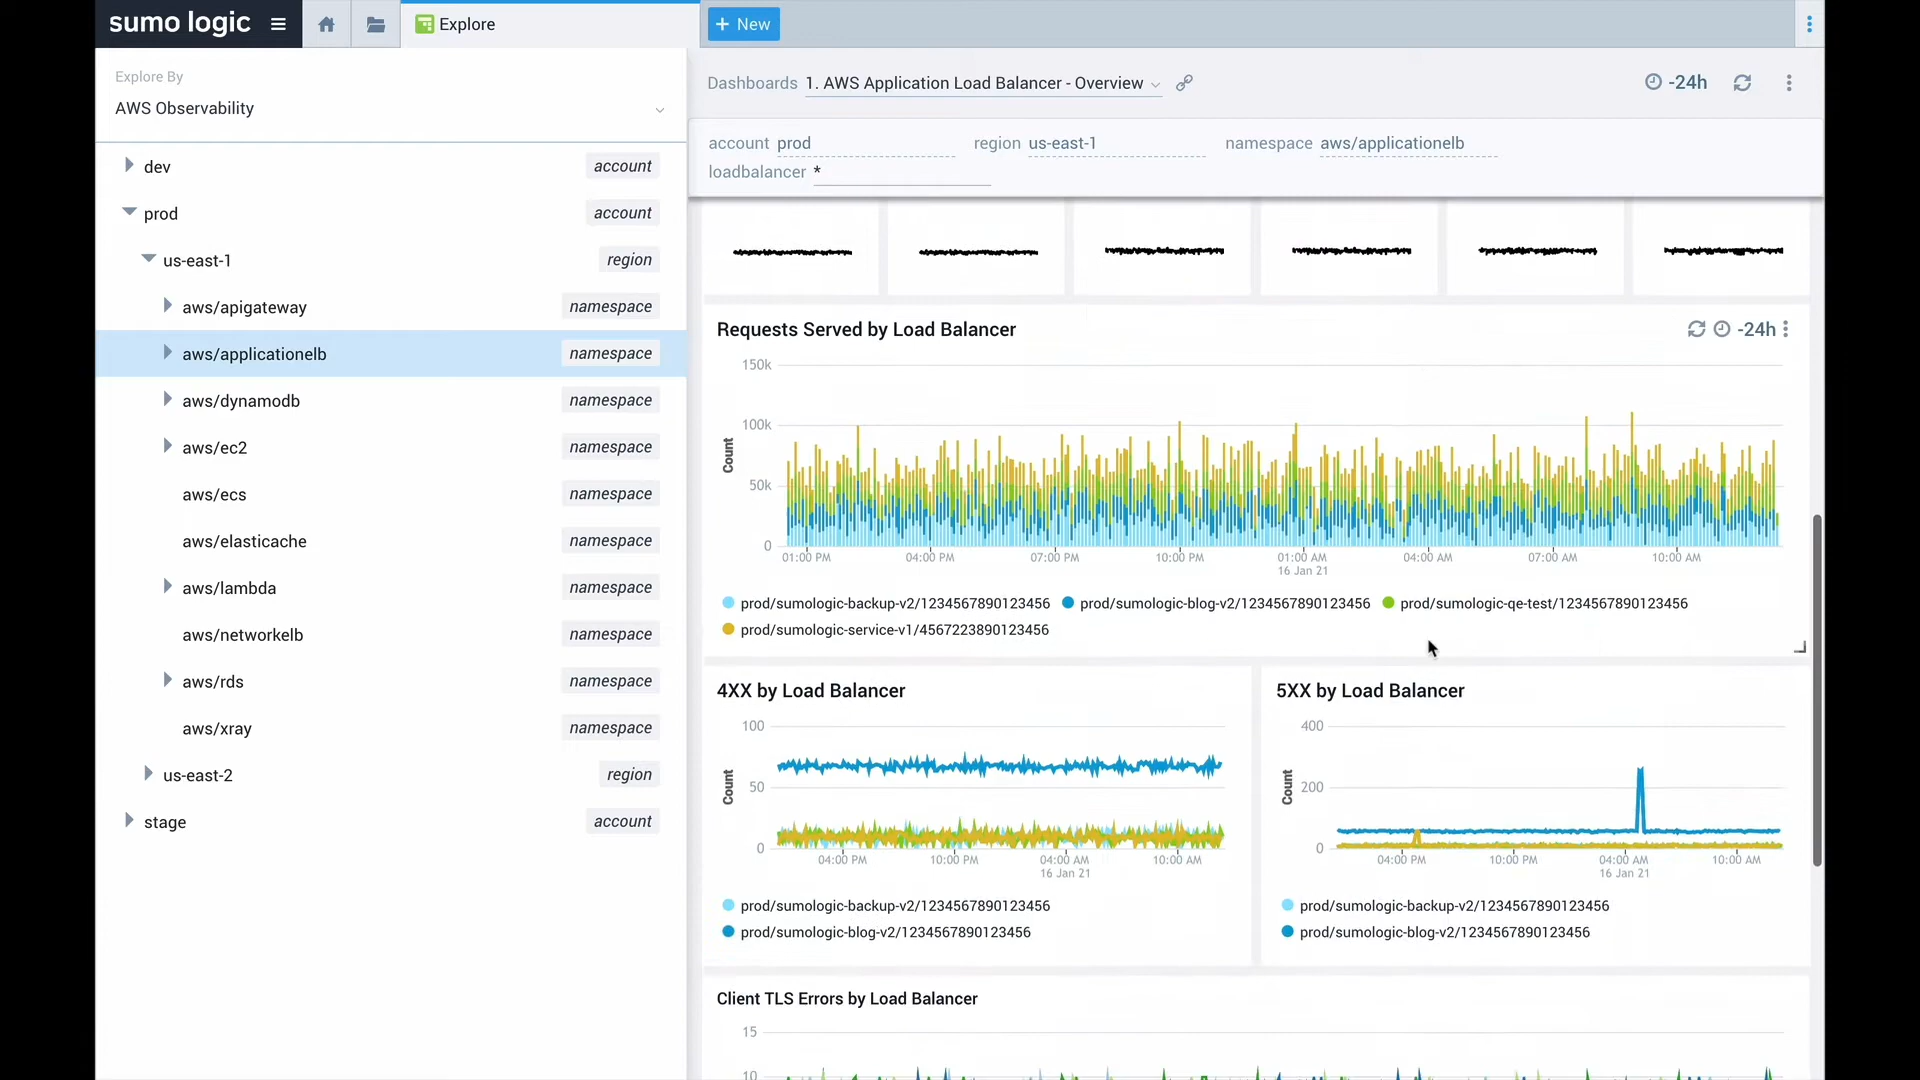 sumo logic
Explore
+ New
Explore By
AWS Observability
dev account
prod account
us-east-1 region
aws/apigateway namespace
aws/applicationelb namespace
aws/dynamodb namespace
aws/ec2 namespace
aws/ecs namespace
aws/elasticache namespace
aws/lambda namespace
aws/networkelb namespace
aws/rds namespace
aws/xray namespace
us-east-2 region
stage account
Dashboards 1. AWS Application Load Balancer - Overview
-24h
account prod region us-east-1 namespace aws/applicationelb
loadbalancer *
Requests Served by Load Balancer
-24h
150k
100k
50k
0
Count
01:00 PM 04:00 PM 07:00 PM 10:00 PM 01:00 AM 04:00 AM 07:00 AM 10:00 AM
16 Jan 21
prod/sumologic-backup-v2/1234567890123456 prod/sumologic-blog-v2/1234567890123456 prod/sumologic-qe-test/1234567890123456
prod/sumologic-service-v1/4567223890123456
4XX by Load Balancer
100
50
0
Count
04:00 PM 10:00 PM 04:00 AM 10:00 AM
16 Jan 21
prod/sumologic-backup-v2/1234567890123456
prod/sumologic-blog-v2/1234567890123456
5XX by Load Balancer
400
200
0
Count
04:00 PM 10:00 PM 04:00 AM 10:00 AM
16 Jan 21
prod/sumologic-backup-v2/1234567890123456
prod/sumologic-blog-v2/1234567890123456
Client TLS Errors by Load Balancer
15
10